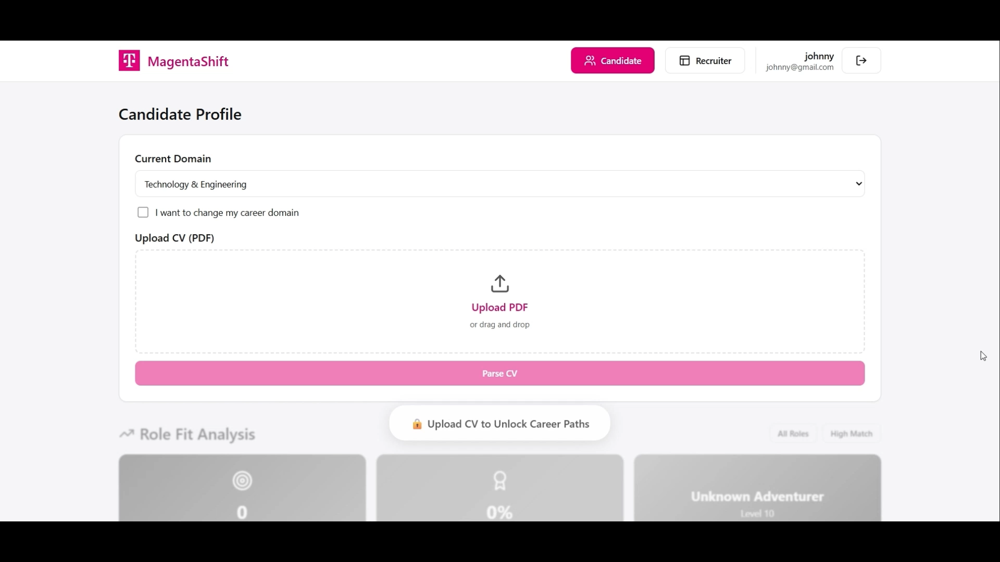 T MagentaShift
Candidate
Recruiter
johnny
johnny@gmail.com
Candidate Profile
Current Domain
Technology & Engineering
I want to change my career domain
Upload CV (PDF)
Upload PDF
or drag and drop
Parse CV
🔒 Upload CV to Unlock Career Paths
Role Fit Analysis
All Roles
High Match
0
0%
Unknown Adventurer
Level 10